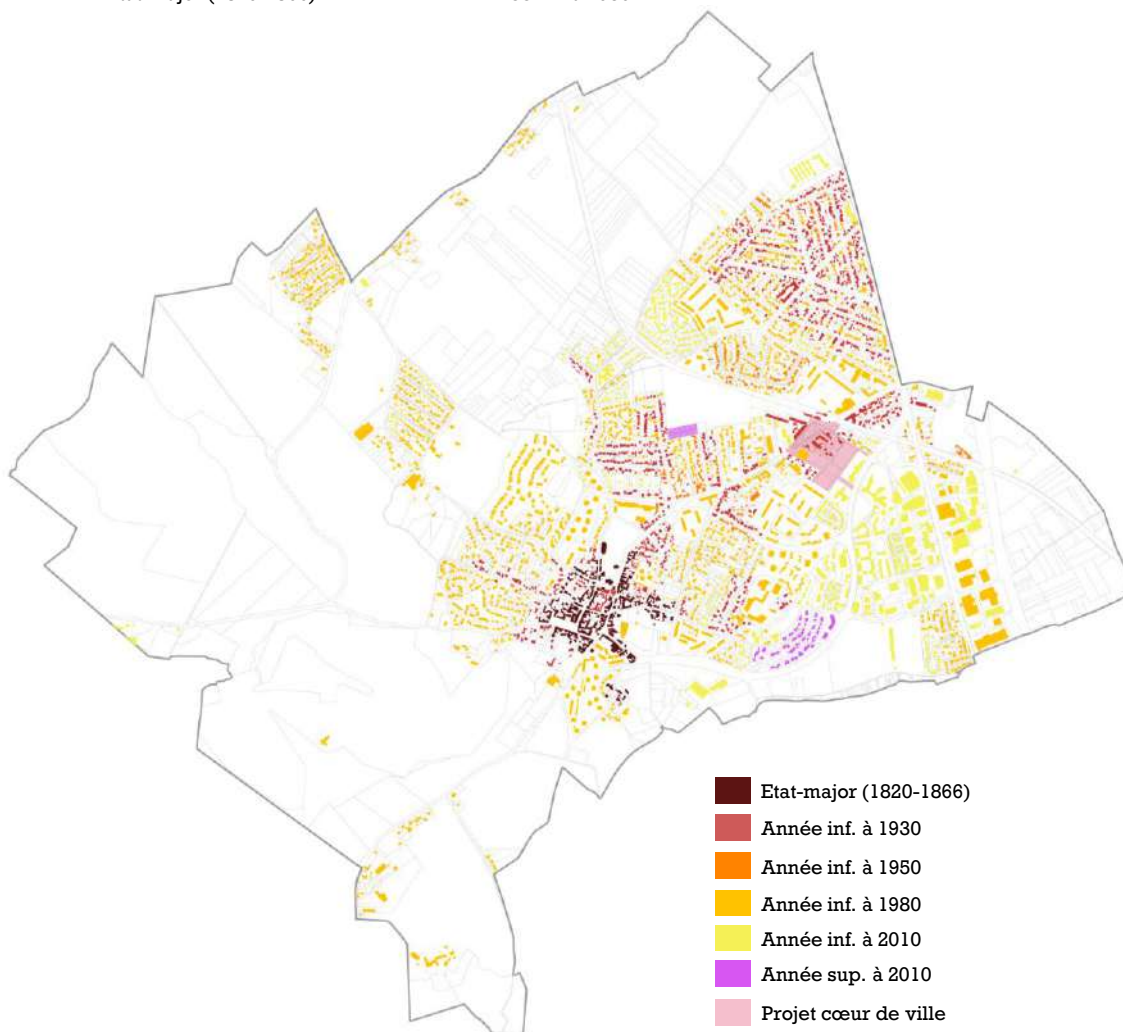 Etat-major (1820-1866)
Année inf. à 1930
Année inf. à 1950
Année inf. à 1980
Année inf. à 2010
Année sup. à 2010
Projet cœur de ville